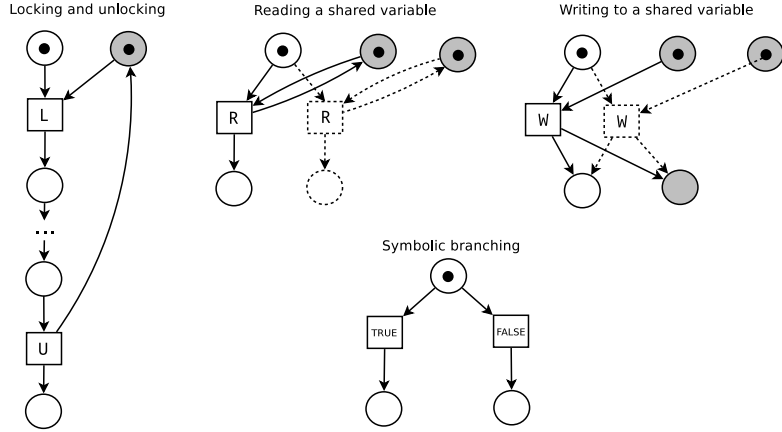 Locking and unlocking
Reading a shared variable
Writing to a shared variable
L
R
R
W
W
...
U
Symbolic branching
TRUE
FALSE